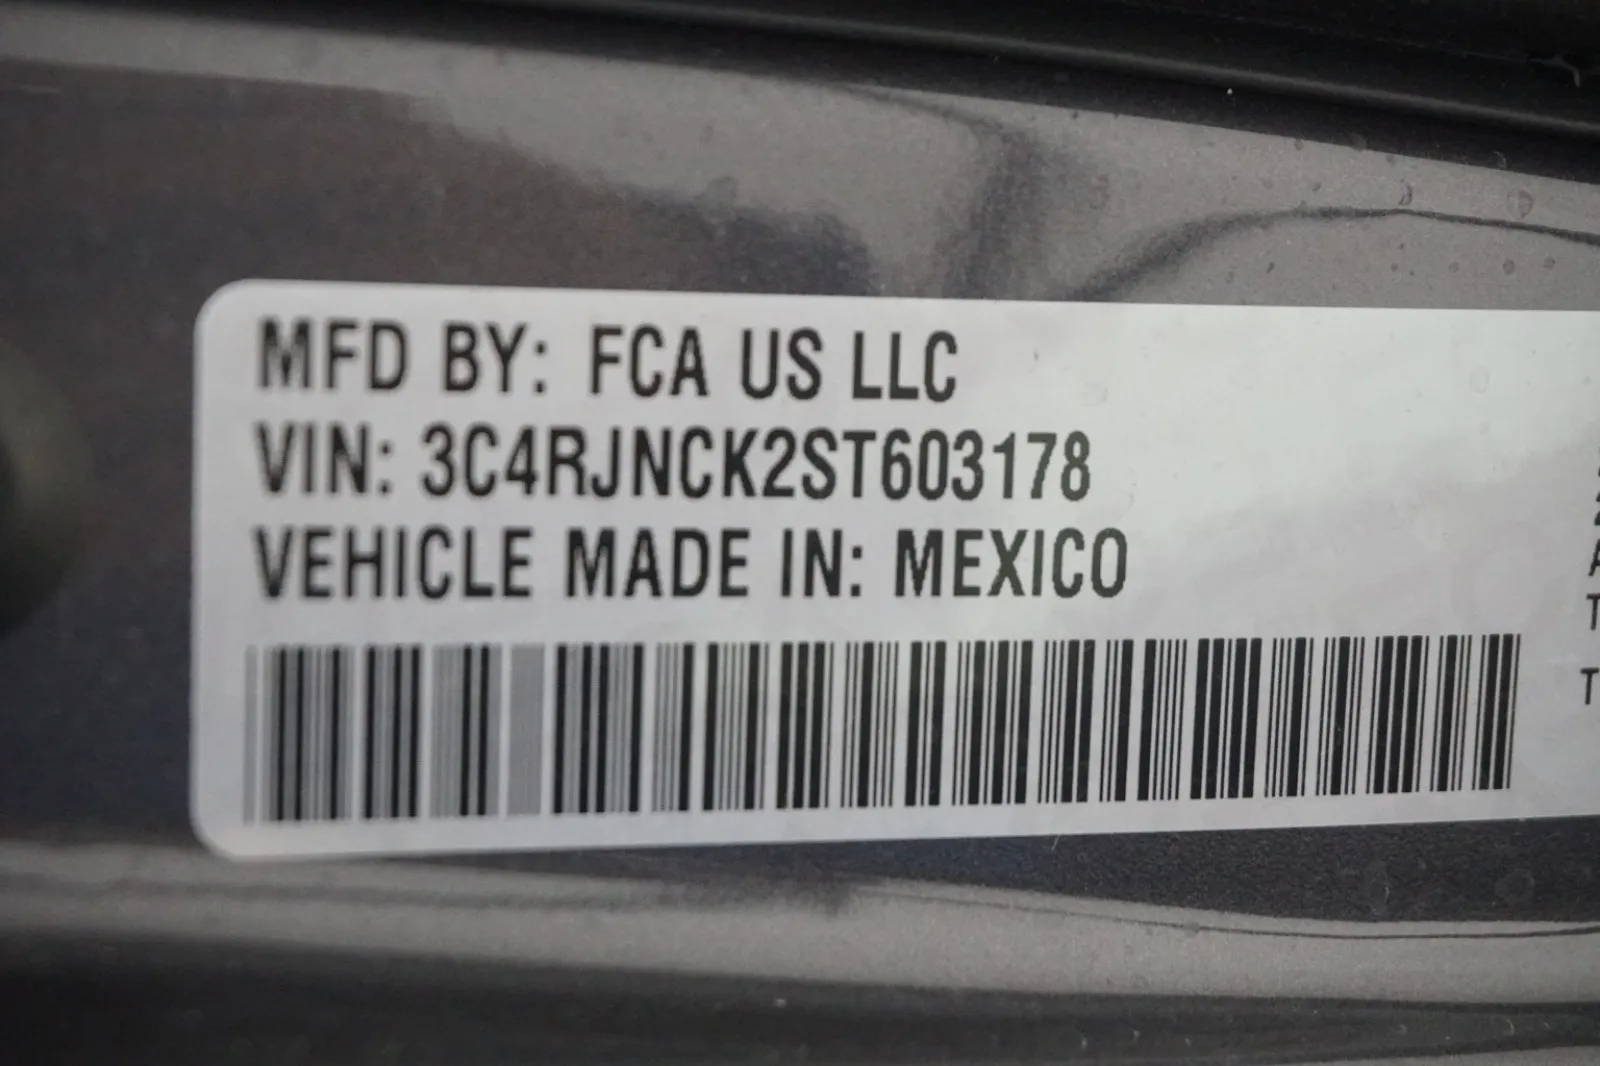 MFD BY: FCA US LLC
VIN: 3C4RJNCK2ST603178
VEHICLE MADE IN: MEXICO